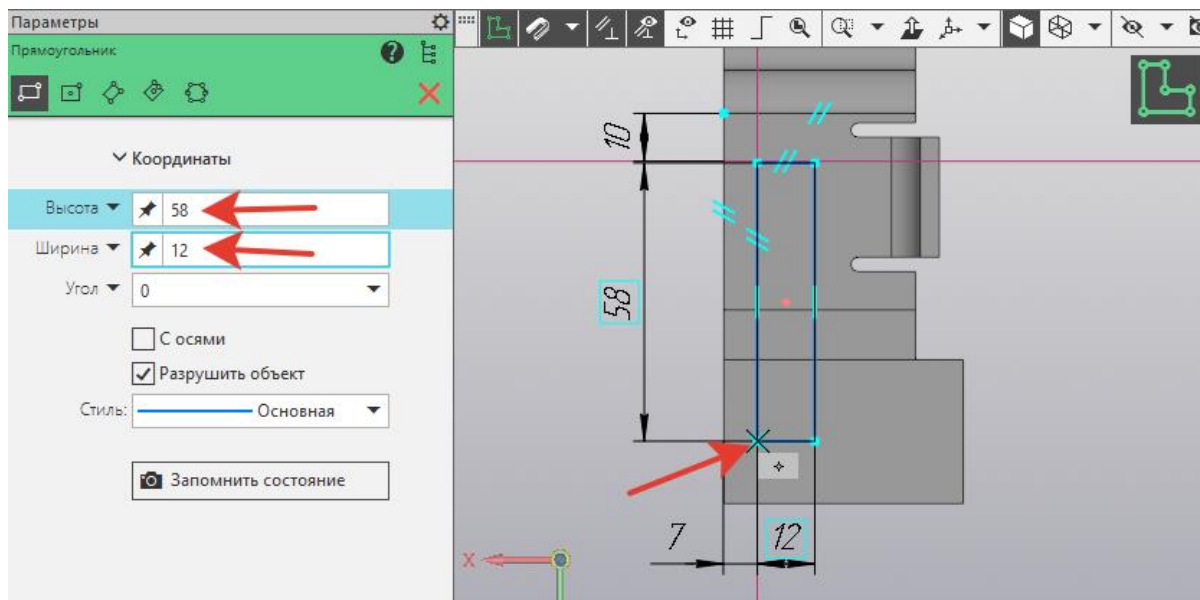 Параметры
Прямоугольник
Координаты
Высота 58
Ширина 12
Угол 0
С осями
Разрушить объект
Стиль: Основная
Запомнить состояние
10
58
7
12
X